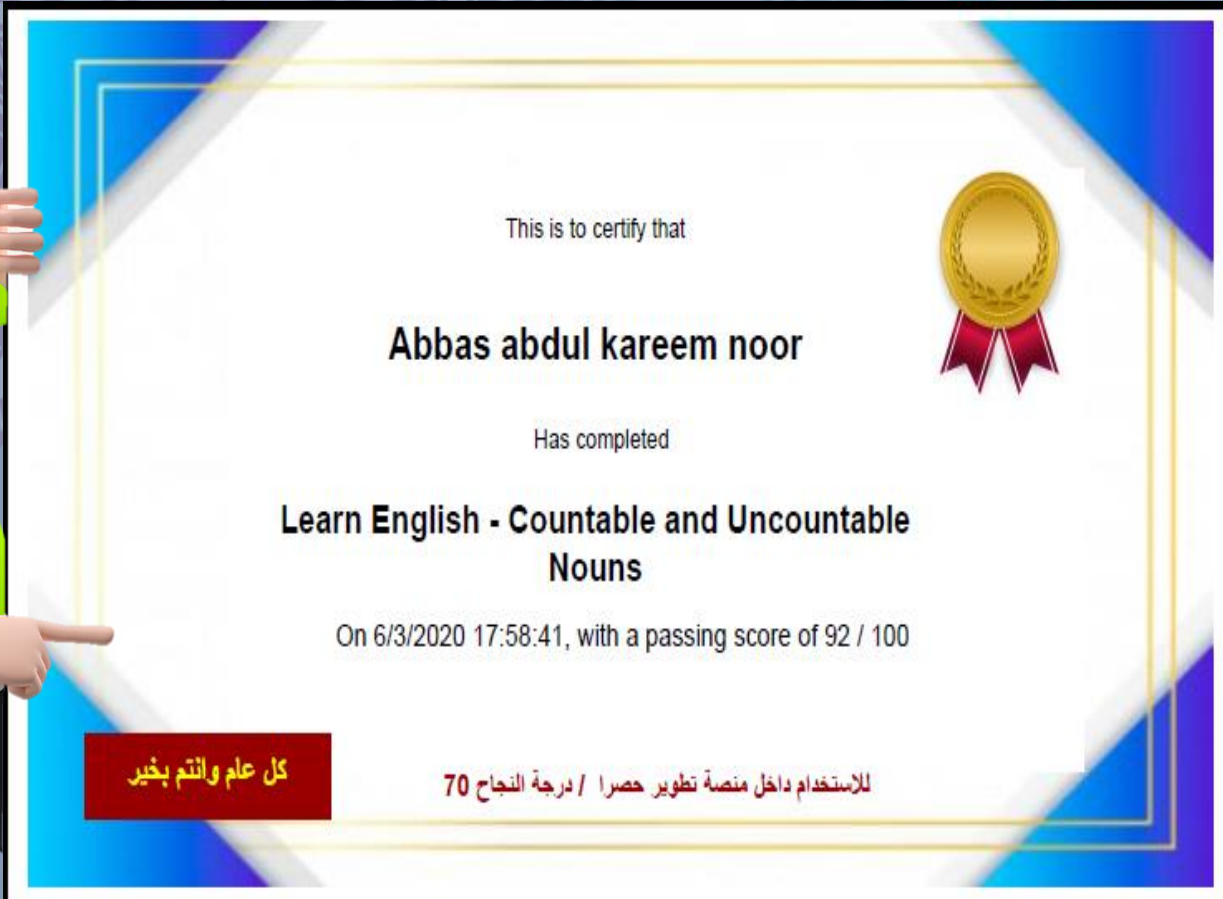 This is to certify that
Abbas abdul kareem noor
Has completed
Learn English - Countable and Uncountable
Nouns
On 6/3/2020 17:58:41, with a passing score of 92 / 100
كل عام وانتم بخير
للاستخدام داخل منصة تطوير حصرا / درجة النجاح 70